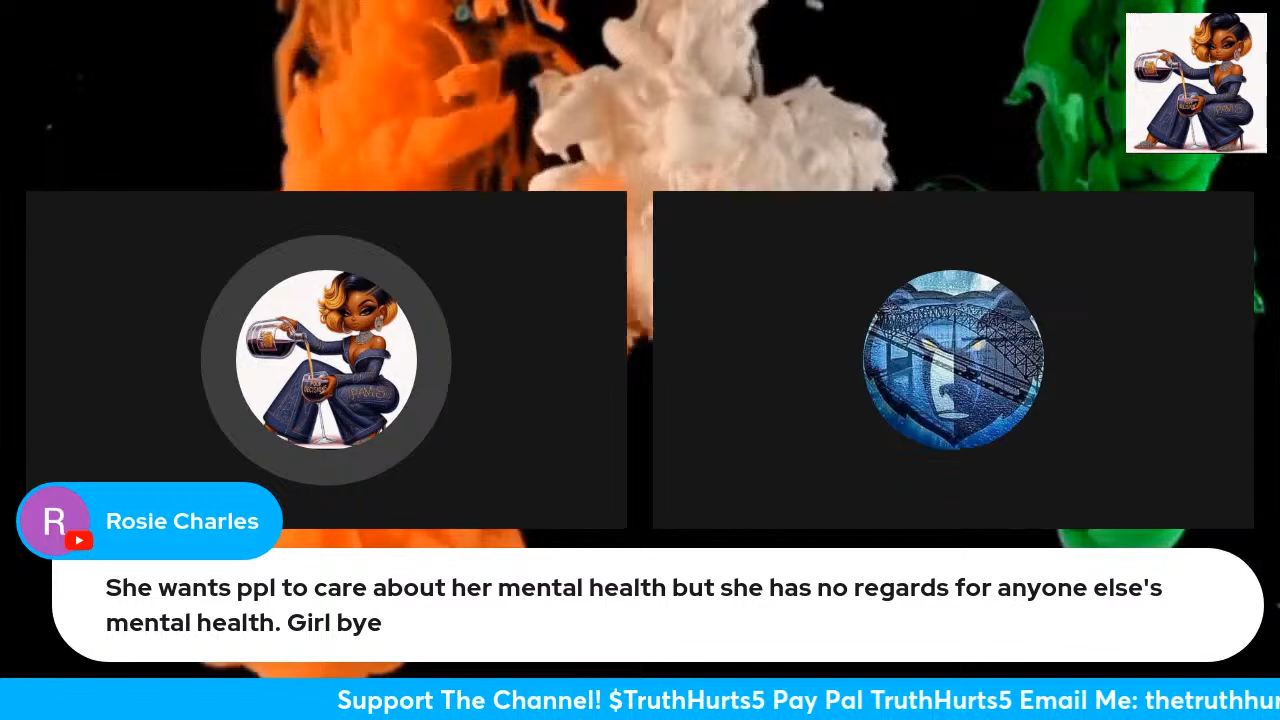 R Rosie Charles
She wants ppl to care about her mental health but she has no regards for anyone else's
mental health. Girl bye
Support The Channel! $TruthHurts5 Pay Pal TruthHurts5 Email Me: thetruthhur